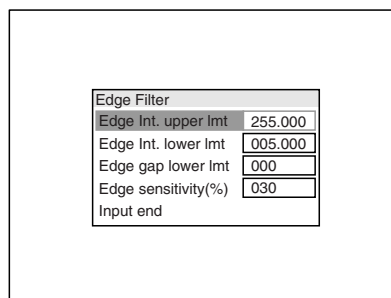 Edge Filter
Edge Int. upper lmt 255.000
Edge Int. lower lmt 005.000
Edge gap lower lmt 000
Edge sensitivity(%) 030
Input end